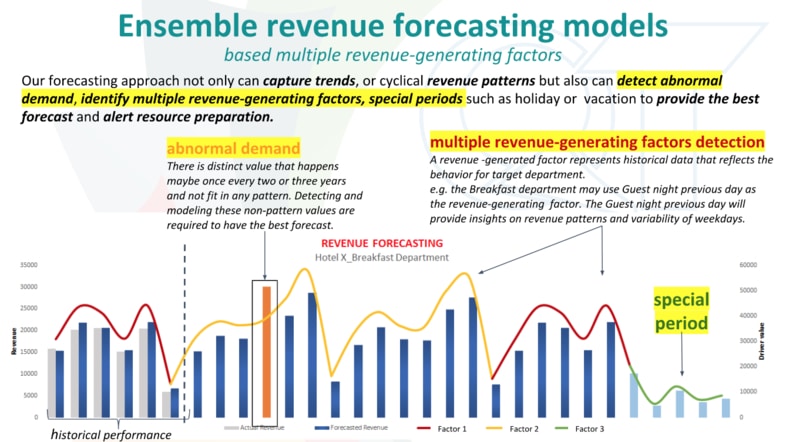 Ensemble revenue forecasting models
based multiple revenue-generating factors
Our forecasting approach not only can capture trends, or cyclical revenue patterns but also can detect abnormal
demand, identify multiple revenue-generating factors, special periods such as holiday or vacation to provide the best
forecast and alert resource preparation.
abnormal demand
There is distinct value that happens
maybe once every two or three years
and not fit in any pattern. Detecting and
modeling these non-pattern values are
required to have the best forecast.
multiple revenue-generating factors detection
A revenue -generated factor represents historical data that reflects the
behavior for target department.
e.g. the Breakfast department may use Guest night previous day as
the revenue-generating factor. The Guest night previous day will
provide insights on revenue patterns and variability of weekdays.
REVENUE FORECASTING
Hotel X_Breakfast Department
35000
30000
25000
20000
15000
10000
5000
0
Revenue
60000
50000
40000
30000
20000
10000
0
Driver value
special
period
Actual Revenue
Forecasted Revenue
Factor 1
Factor 2
Factor 3
historical performance